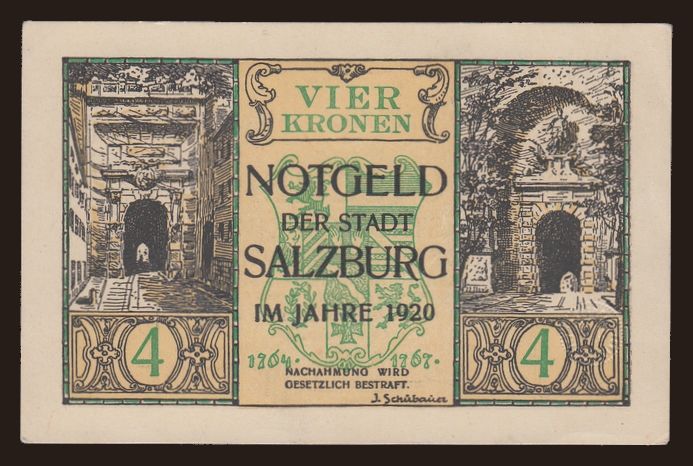 VIER
KRONEN
NOTGELD
DER STADT
SALZBURG
IM JAHRE 1920
4
4
1764. 1767.
NACHAHMUNG WIRD
GESETZLICH BESTRAFT.
J. Schübauer